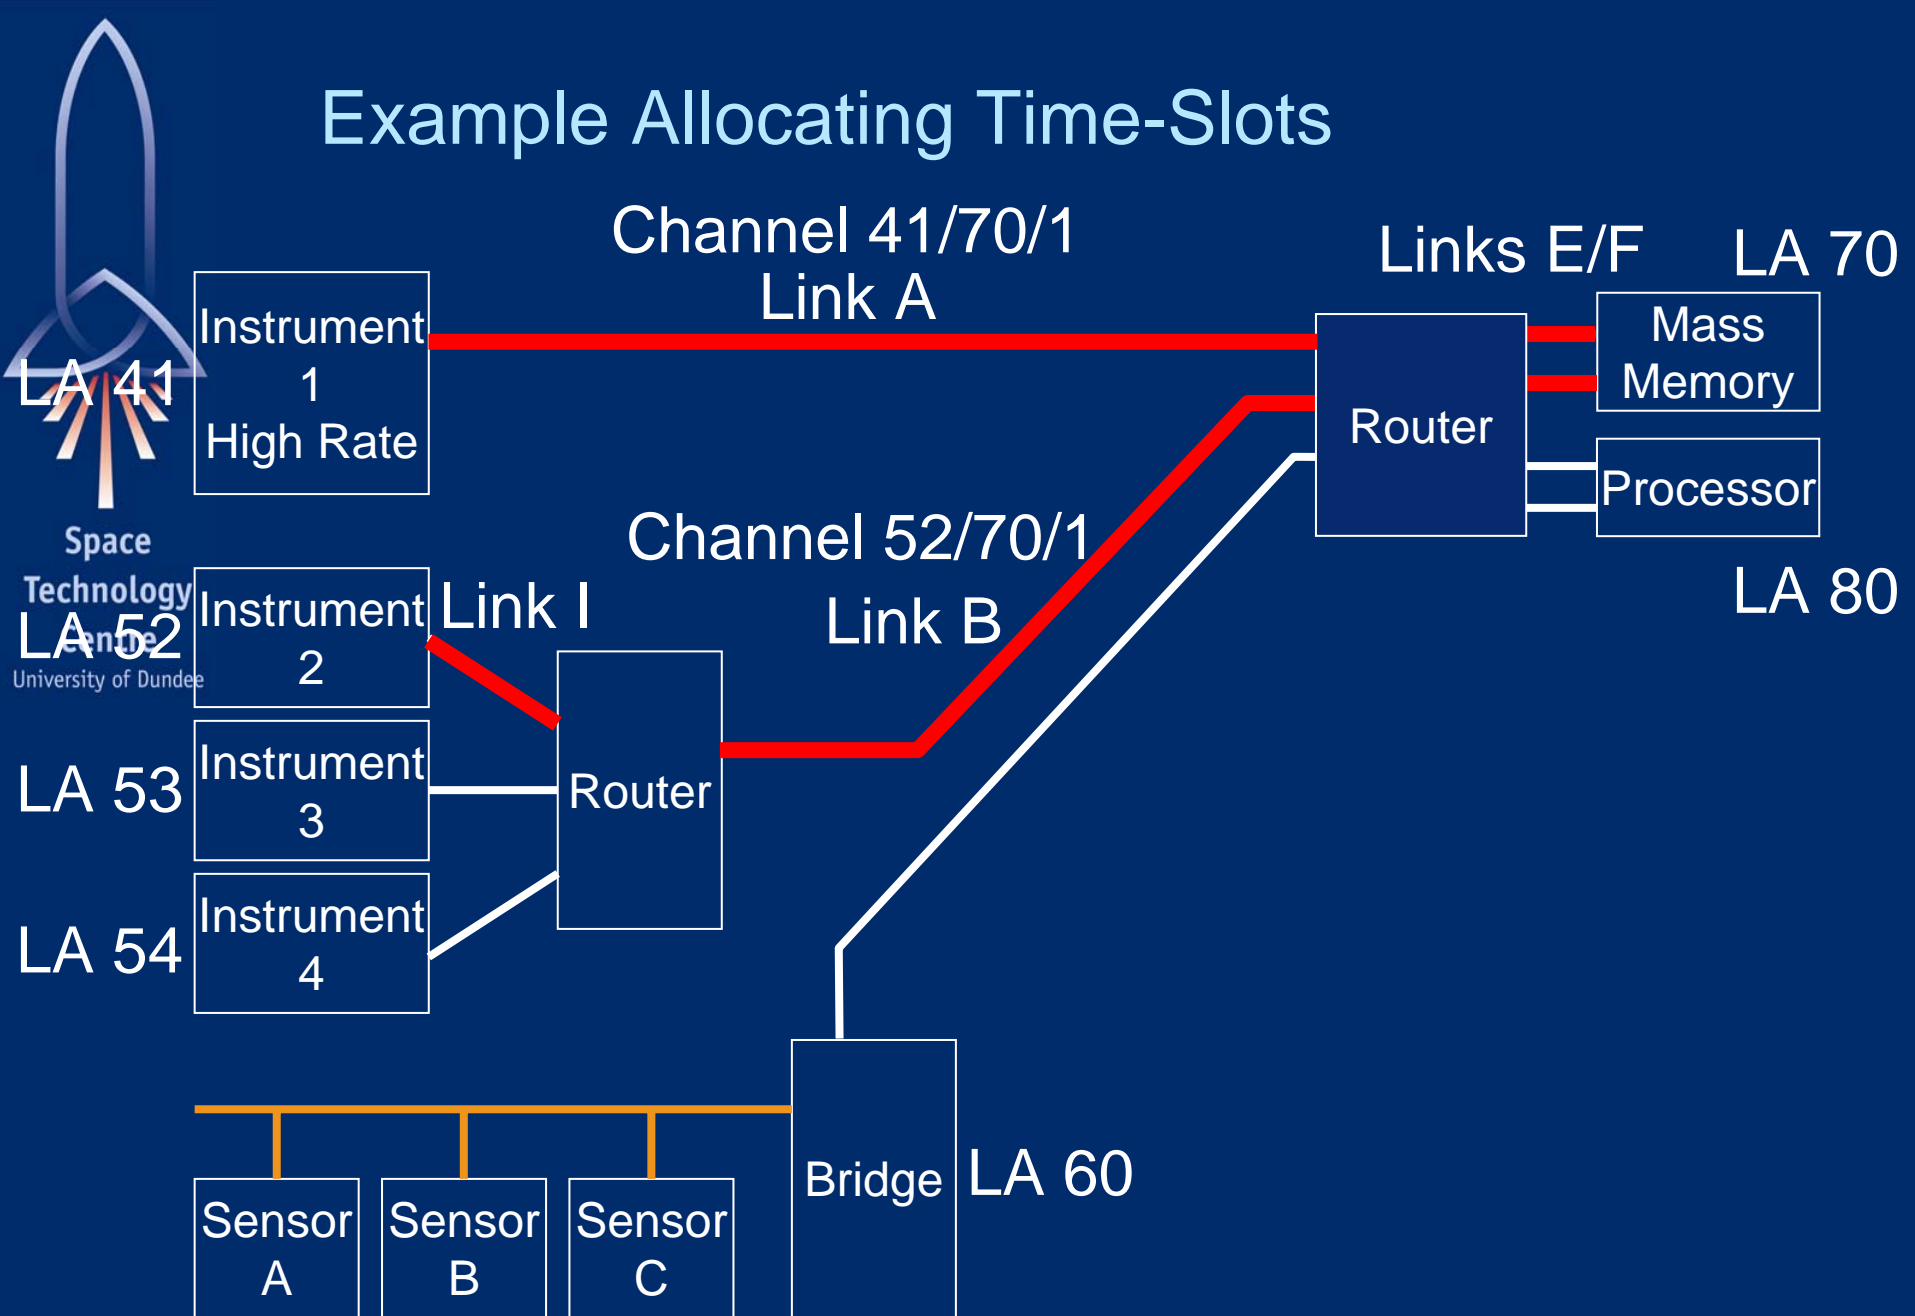 Example Allocating Time-Slots
Channel 41/70/1
Link A
Links E/F
LA 70
LA 41
Instrument
1
High Rate
Mass
Memory
Router
Processor
LA 80
Space
Technology
Centre
University of Dundee
Channel 52/70/1
Link B
LA 52
Instrument
2
Link I
LA 53
Instrument
3
Router
LA 54
Instrument
4
Bridge
LA 60
Sensor
A
Sensor
B
Sensor
C